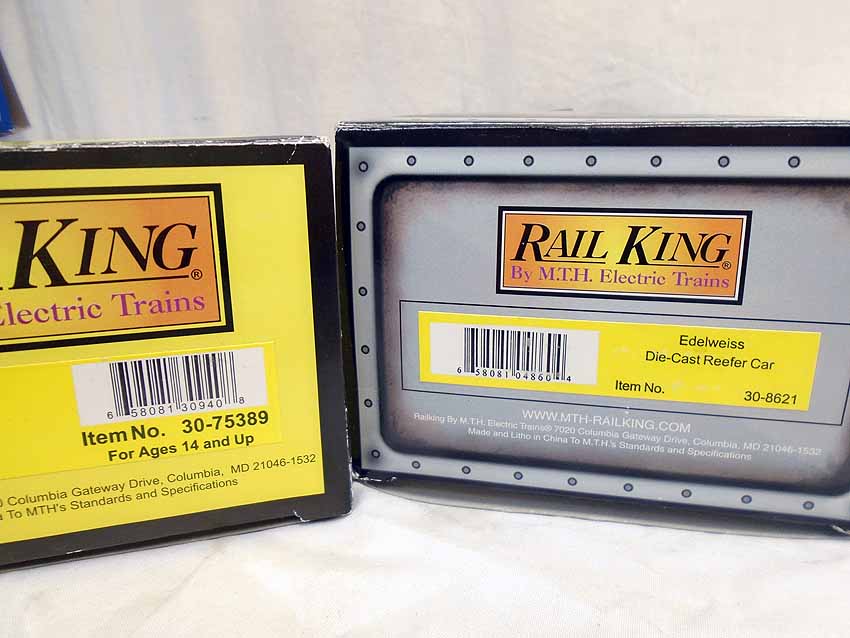 KING®
Electric Trains
6 58081 30940 8
Item No. 30-75389
For Ages 14 and Up
0 Columbia Gateway Drive, Columbia, MD 21046-1532
To MTH's Standards and Specifications
RAIL KING®
By M.T.H. Electric Trains
6 58081 04860 4
Edelweiss
Die-Cast Reefer Car
Item No. 30-8621
WWW.MTH-RAILKING.COM
Railking By M.T.H. Electric Trains® 7020 Columbia Gateway Drive, Columbia, MD 21046-1532
Made and Litho in China To M.T.H.'s Standards and Specifications